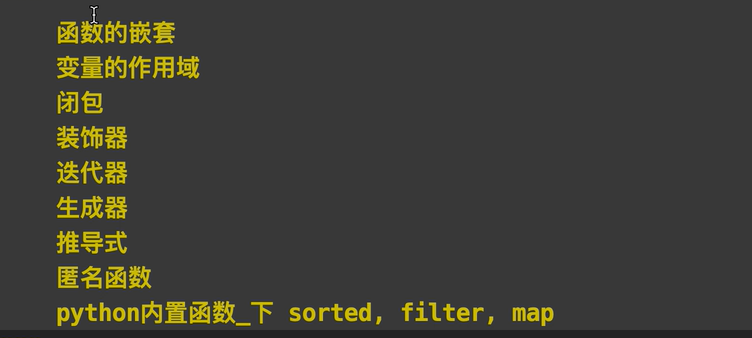 函数的嵌套
变量的作用域
闭包
装饰器
迭代器
生成器
推导式
匿名函数
python内置函数_下 sorted, filter, map